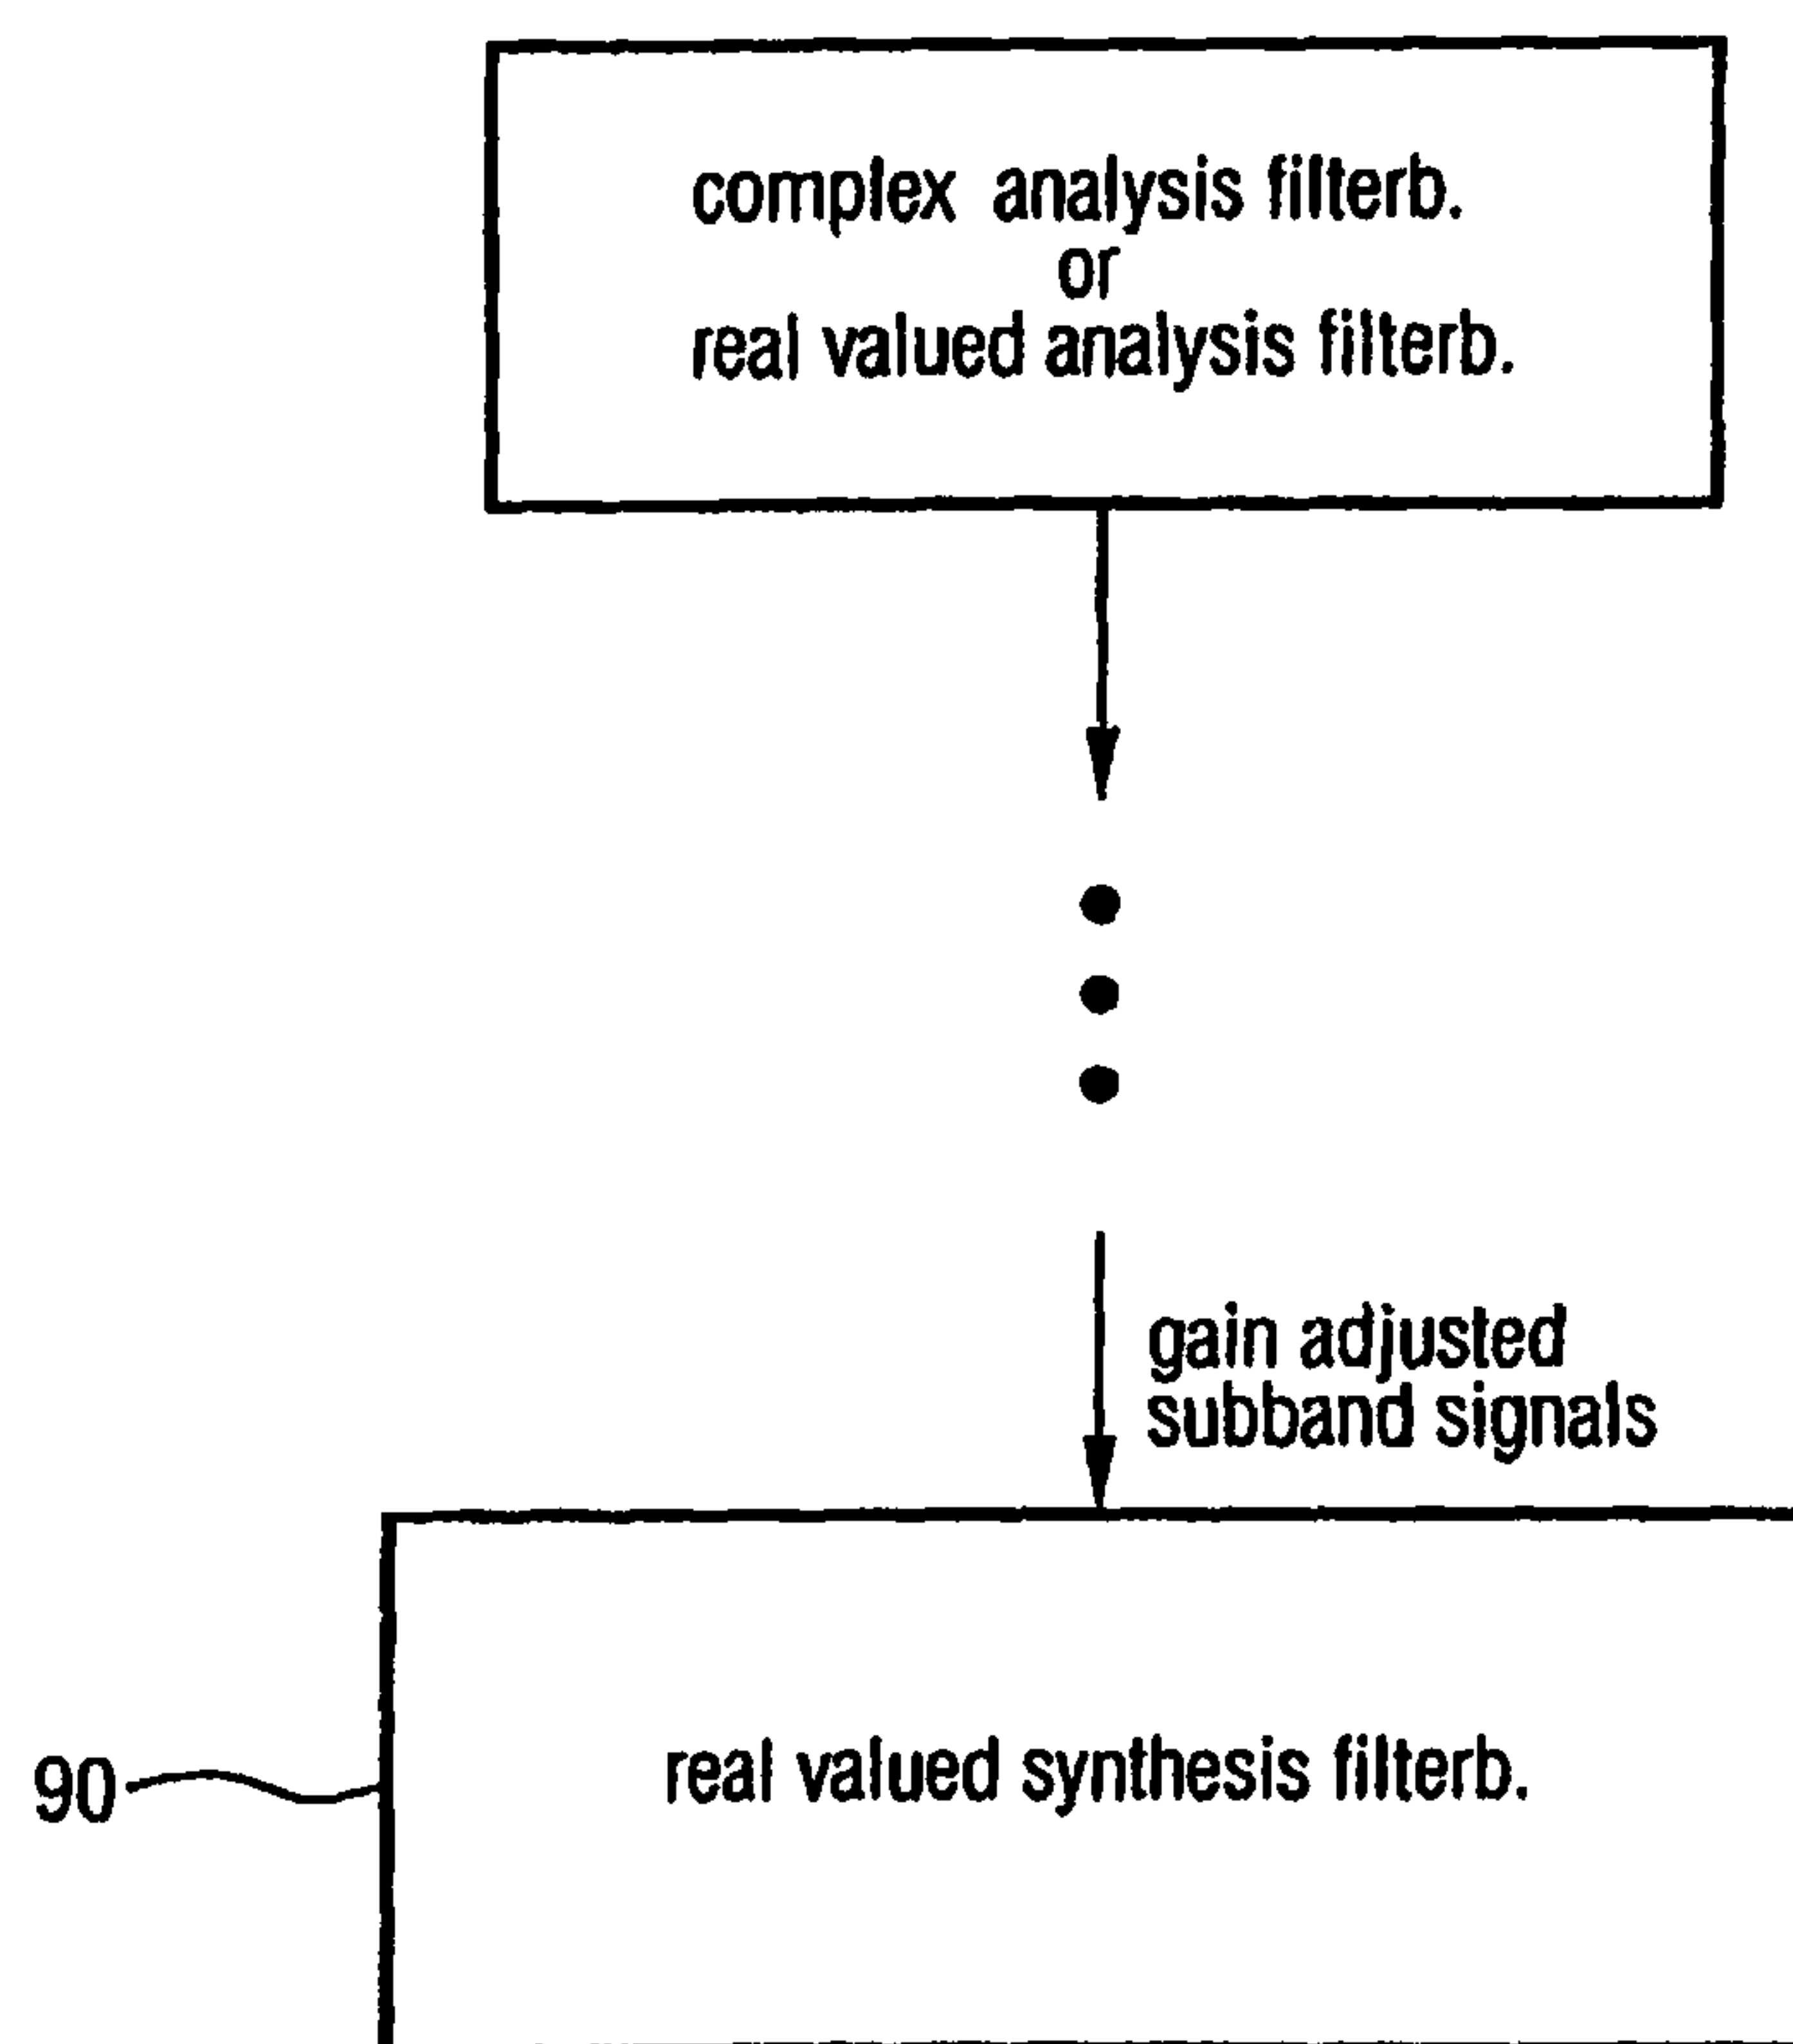 complex analysis filterb.
or
real valued analysis filterb.
gain adjusted
subband signals
real valued synthesis filterb.
90